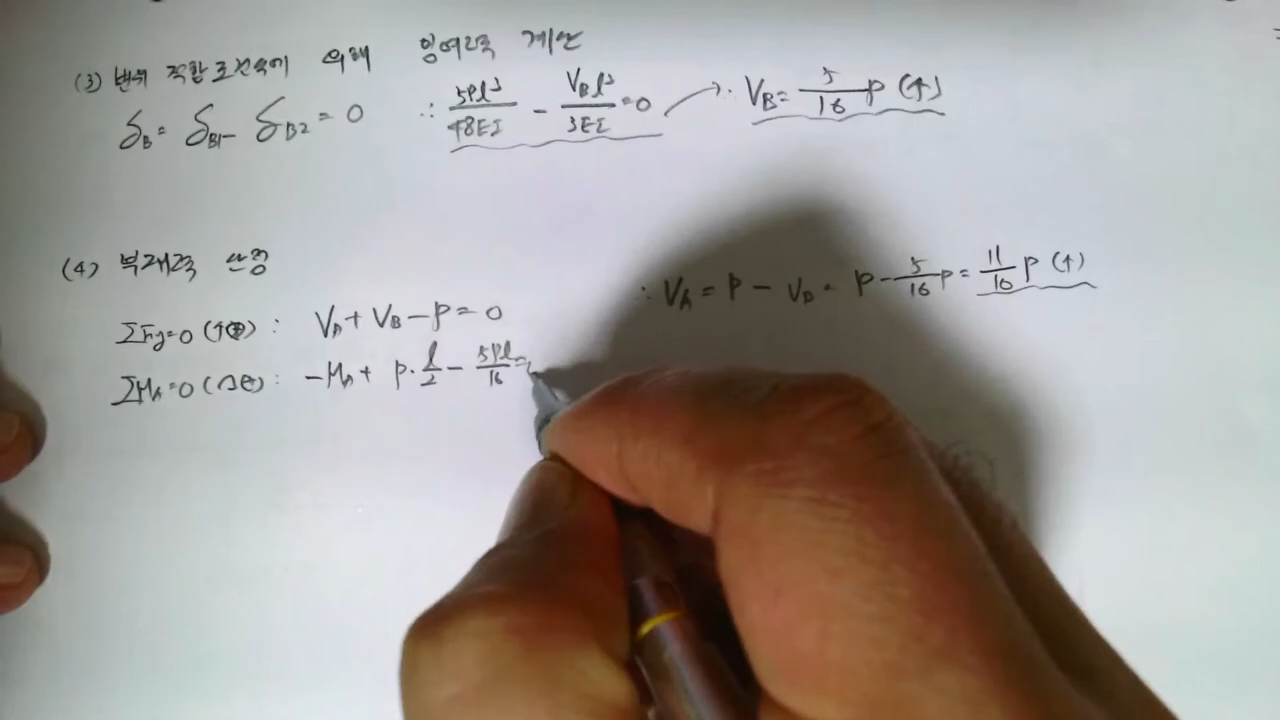 (3) 변위 적합조건식에 의해 잉여력 계산
δB = δB1 - δB2 = 0 ∴ 5Pl³/48EI - VBl³/3EI = 0 → ∴ VB = 5/16 P (↑)
(4) 부재력 산정
∴ VA = P - VB = P - 5/16 P = 11/16 P (↑)
ΣFy=0 (↑⊕) : VA + VB - P = 0
ΣMA=0 (⊕) : -MA + P·l/2 - 5Pl/16 =